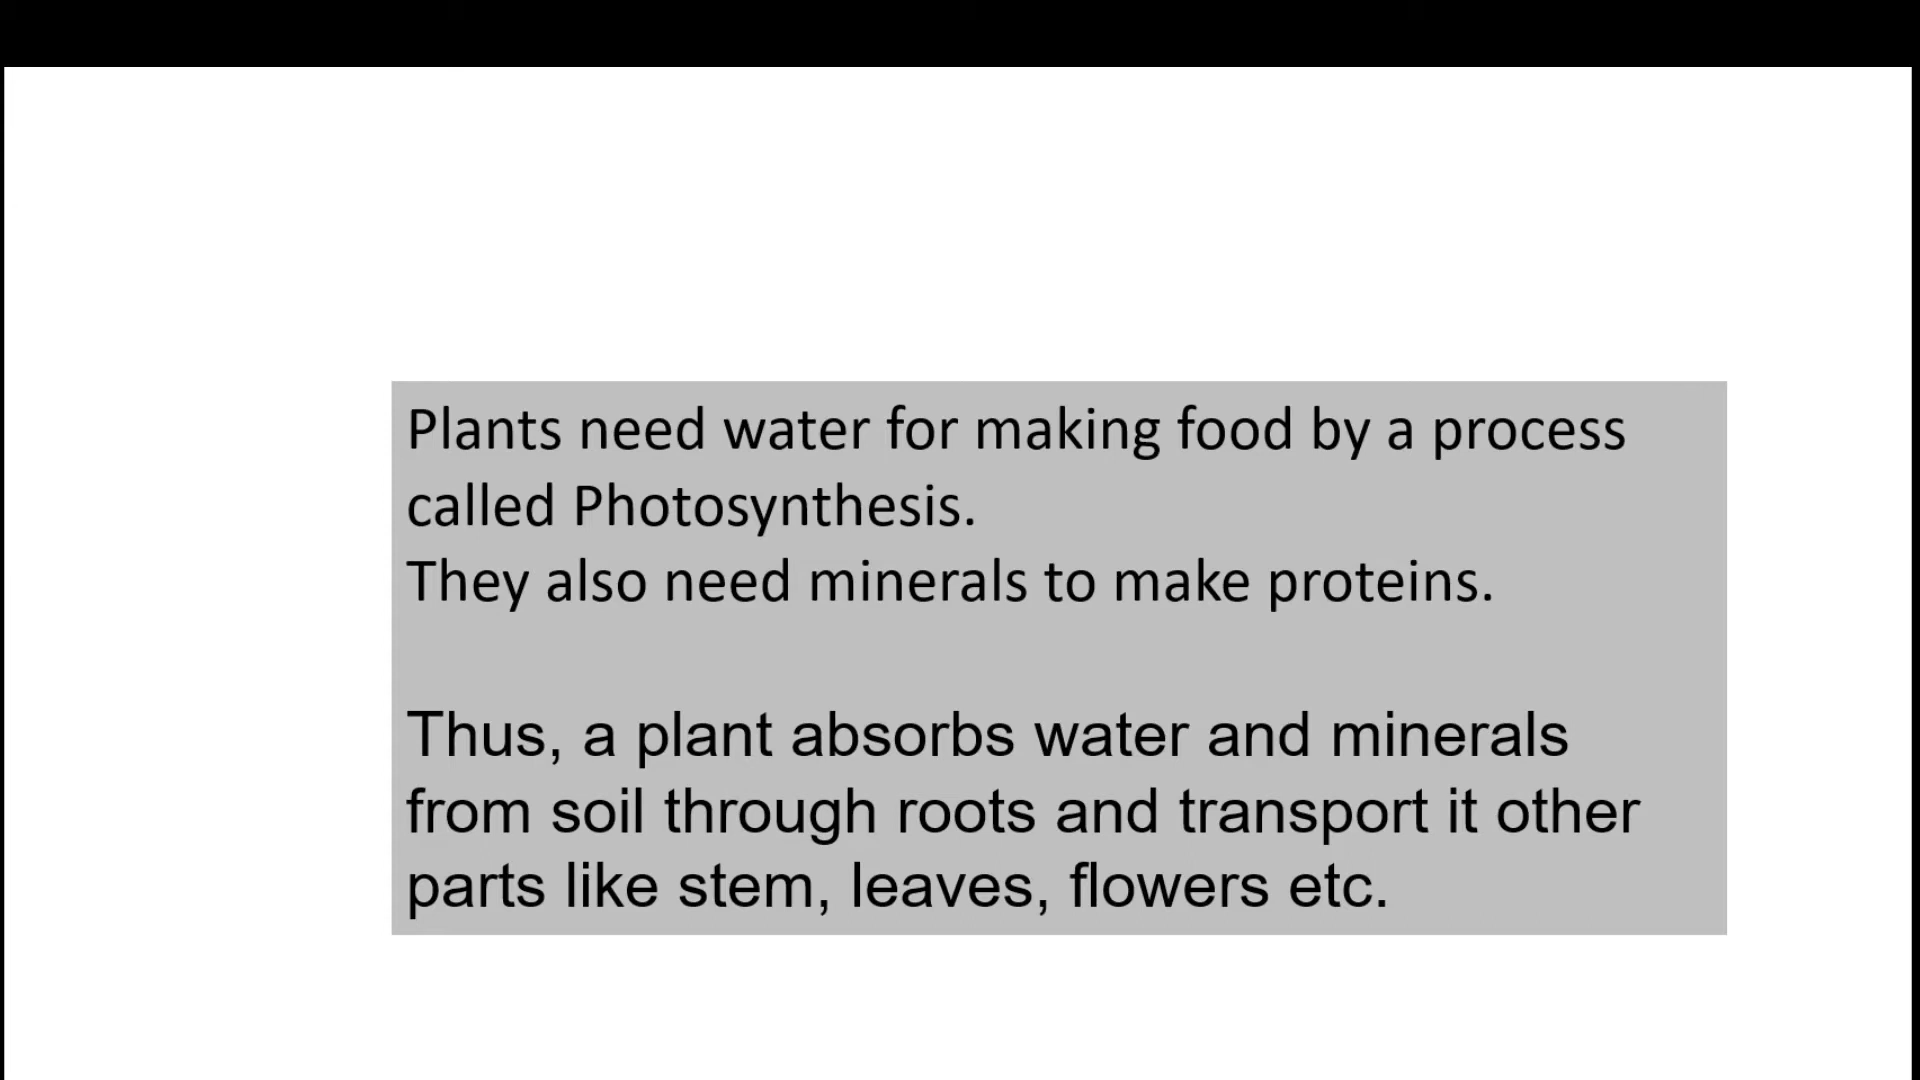 Plants need water for making food by a process
called Photosynthesis.
They also need minerals to make proteins.
Thus, a plant absorbs water and minerals
from soil through roots and transport it other
parts like stem, leaves, flowers etc.